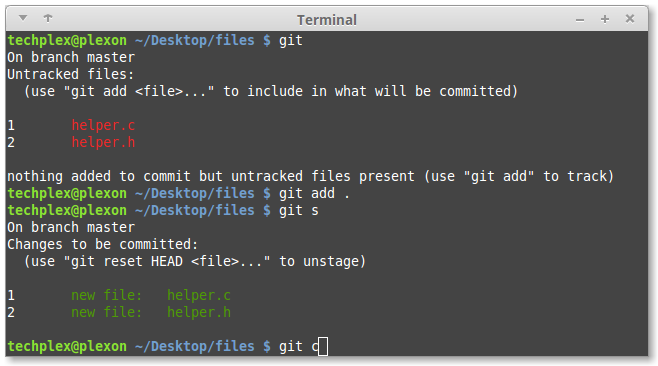 Terminal
techplex@plexon ~/Desktop/files $ git
On branch master
Untracked files:
  (use "git add <file>..." to include in what will be committed)
1       helper.c
2       helper.h
nothing added to commit but untracked files present (use "git add" to track)
techplex@plexon ~/Desktop/files $ git add .
techplex@plexon ~/Desktop/files $ git s
On branch master
Changes to be committed:
  (use "git reset HEAD <file>..." to unstage)
1       new file:   helper.c
2       new file:   helper.h
techplex@plexon ~/Desktop/files $ git c